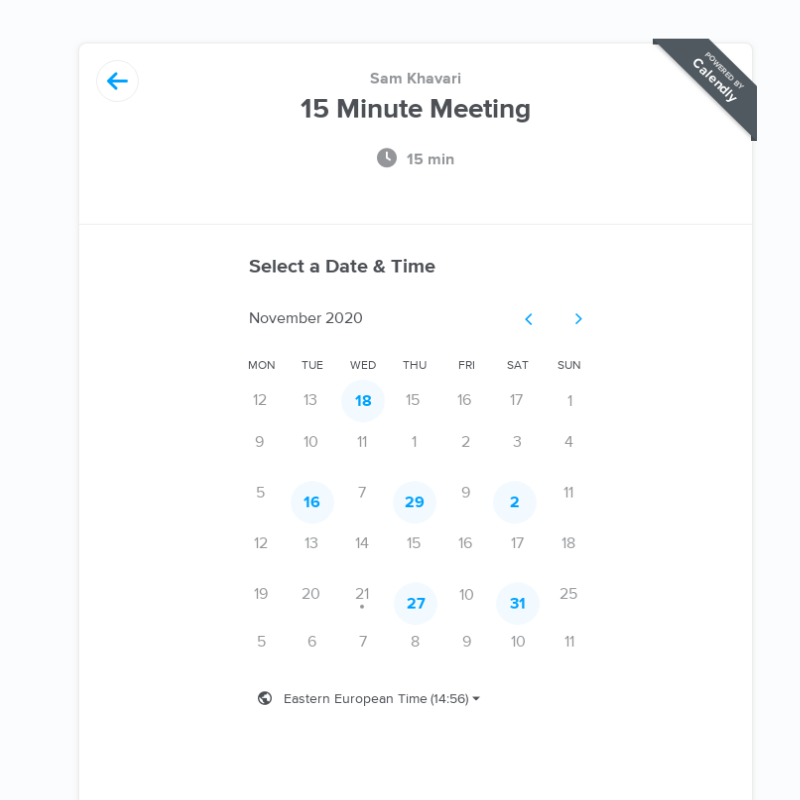 POWERED BY
Calendly
Sam Khavari
15 Minute Meeting
15 min
Select a Date & Time
November 2020
MON TUE WED THU FRI SAT SUN
12 13 18 15 16 17 1
9 10 11 1 2 3 4
5 16 7 29 9 2 11
12 13 14 15 16 17 18
19 20 21 27 10 31 25
5 6 7 8 9 10 11
Eastern European Time (14:56)